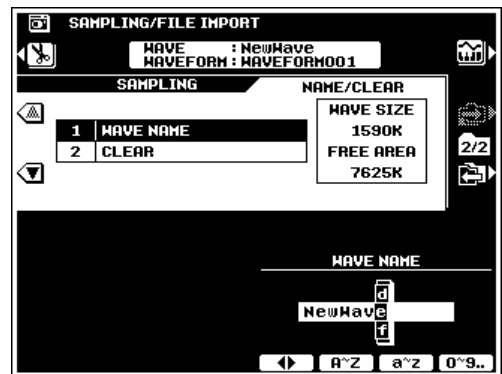 SAMPLING/FILE IMPORT
WAVE : NewWave
WAVEFORM : WAVEFORM001
SAMPLING NAME/CLEAR
1 WAVE NAME
2 CLEAR
WAVE SIZE
1590K
FREE AREA
7625K
2/2
WAVE NAME
d
NewWave
f
A~Z a~z 0~9..